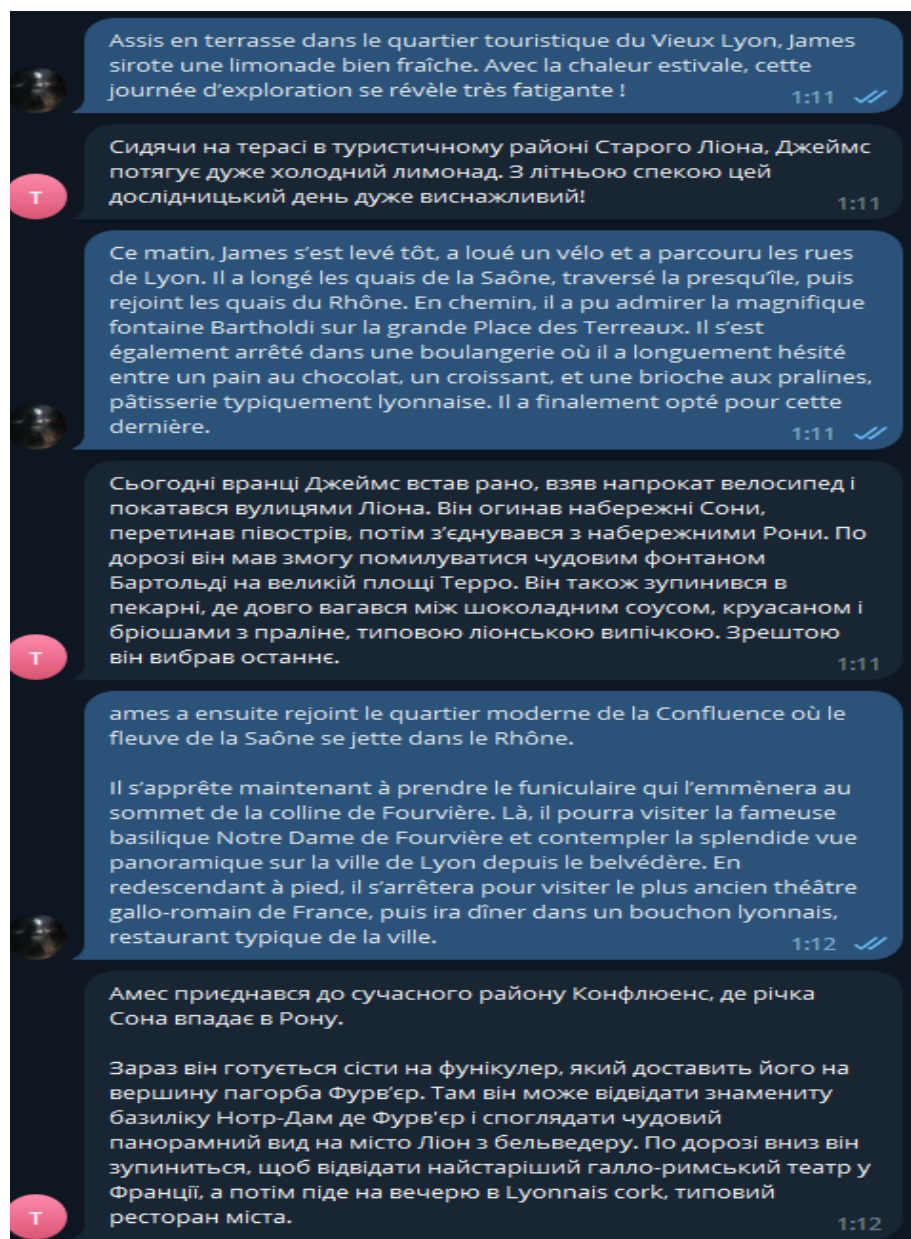 Assis en terrasse dans le quartier touristique du Vieux Lyon, James
sirote une limonade bien fraîche. Avec la chaleur estivale, cette
journée d’exploration se révèle très fatigante !
1:11
Сидячи на терасі в туристичному районі Старого Ліона, Джеймс
потягує дуже холодний лимонад. З літньою спекою цей
дослідницький день дуже виснажливий!
1:11
T
Ce matin, James s’est levé tôt, a loué un vélo et a parcouru les rues
de Lyon. Il a longé les quais de la Saône, traversé la presqu’île, puis
rejoint les quais du Rhône. En chemin, il a pu admirer la magnifique
fontaine Bartholdi sur la grande Place des Terreaux. Il s’est
également arrêté dans une boulangerie où il a longuement hésité
entre un pain au chocolat, un croissant, et une brioche aux pralines,
pâtisserie typiquement lyonnaise. Il a finalement opté pour cette
dernière.
1:11
Сьогодні вранці Джеймс встав рано, взяв напрокат велосипед і
покатався вулицями Ліона. Він огинав набережні Сони,
перетинав півострів, потім з’єднувався з набережними Рони. По
дорозі він мав змогу помилуватися чудовим фонтаном
Бартольді на великій площі Терро. Він також зупинився в
пекарні, де довго вагався між шоколадним соусом, круасаном і
бріошами з праліне, типовою ліонською випічкою. Зрештою
він вибрав останнє.
1:11
T
ames a ensuite rejoint le quartier moderne de la Confluence où le
fleuve de la Saône se jette dans le Rhône.
Il s’apprête maintenant à prendre le funiculaire qui l’emmènera au
sommet de la colline de Fourvière. Là, il pourra visiter la fameuse
basilique Notre Dame de Fourvière et contempler la splendide vue
panoramique sur la ville de Lyon depuis le belvédère. En
redescendant à pied, il s’arrêtera pour visiter le plus ancien théâtre
gallo-romain de France, puis ira dîner dans un bouchon lyonnais,
restaurant typique de la ville.
1:12
Амес приєднався до сучасного району Конфлюенс, де річка
Сона впадає в Рону.
Зараз він готується сісти на фунікулер, який доставить його на
вершину пагорба Фурв’єр. Там він може відвідати знамениту
базиліку Нотр-Дам де Фурв'єр і споглядати чудовий
панорамний вид на місто Ліон з бельведеру. По дорозі вниз він
зупиниться, щоб відвідати найстаріший галло-римський театр у
Франції, а потім піде на вечерю в Lyonnais cork, типовий
ресторан міста.
1:12
T